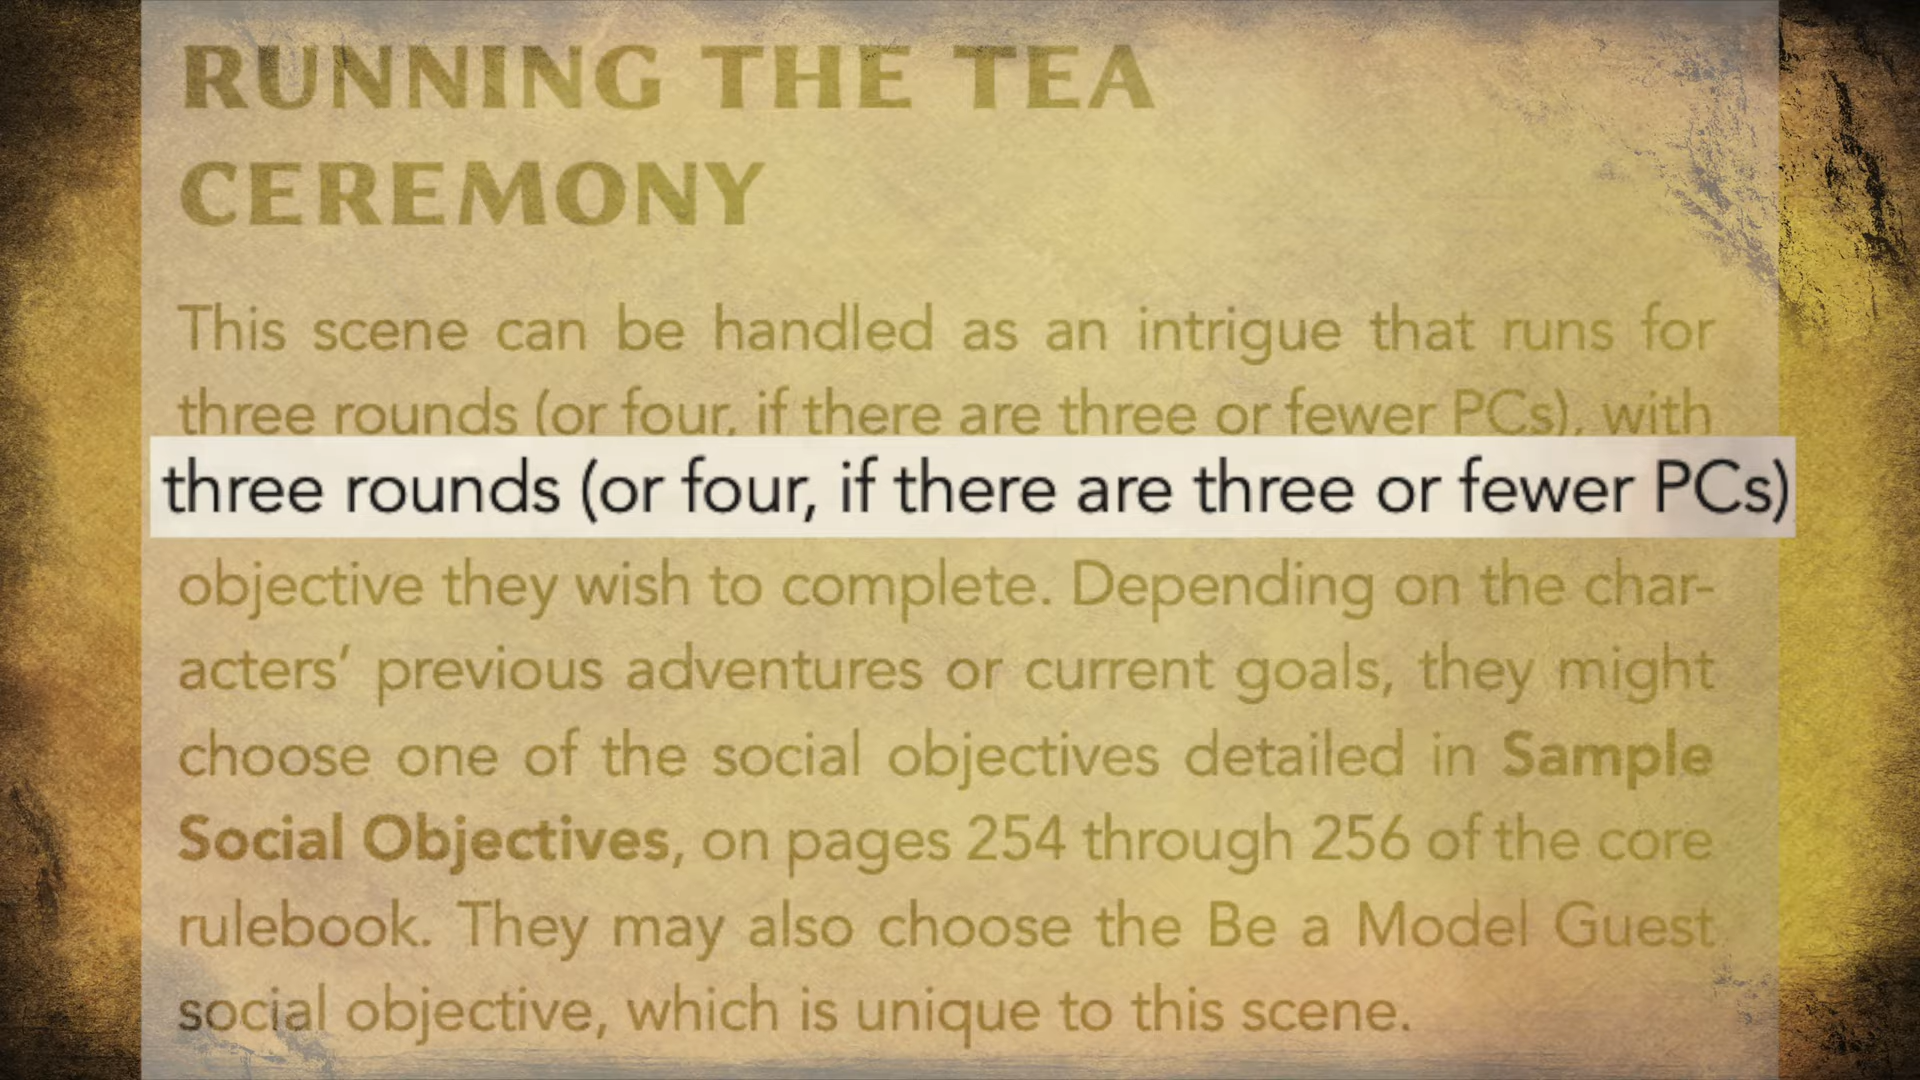 RUNNING THE TEA
CEREMONY
This scene can be handled as an intrigue that runs for
three rounds (or four, if there are three or fewer PCs), with
three rounds (or four, if there are three or fewer PCs)
objective they wish to complete. Depending on the char-
acters’ previous adventures or current goals, they might
choose one of the social objectives detailed in Sample
Social Objectives, on pages 254 through 256 of the core
rulebook. They may also choose the Be a Model Guest
social objective, which is unique to this scene.